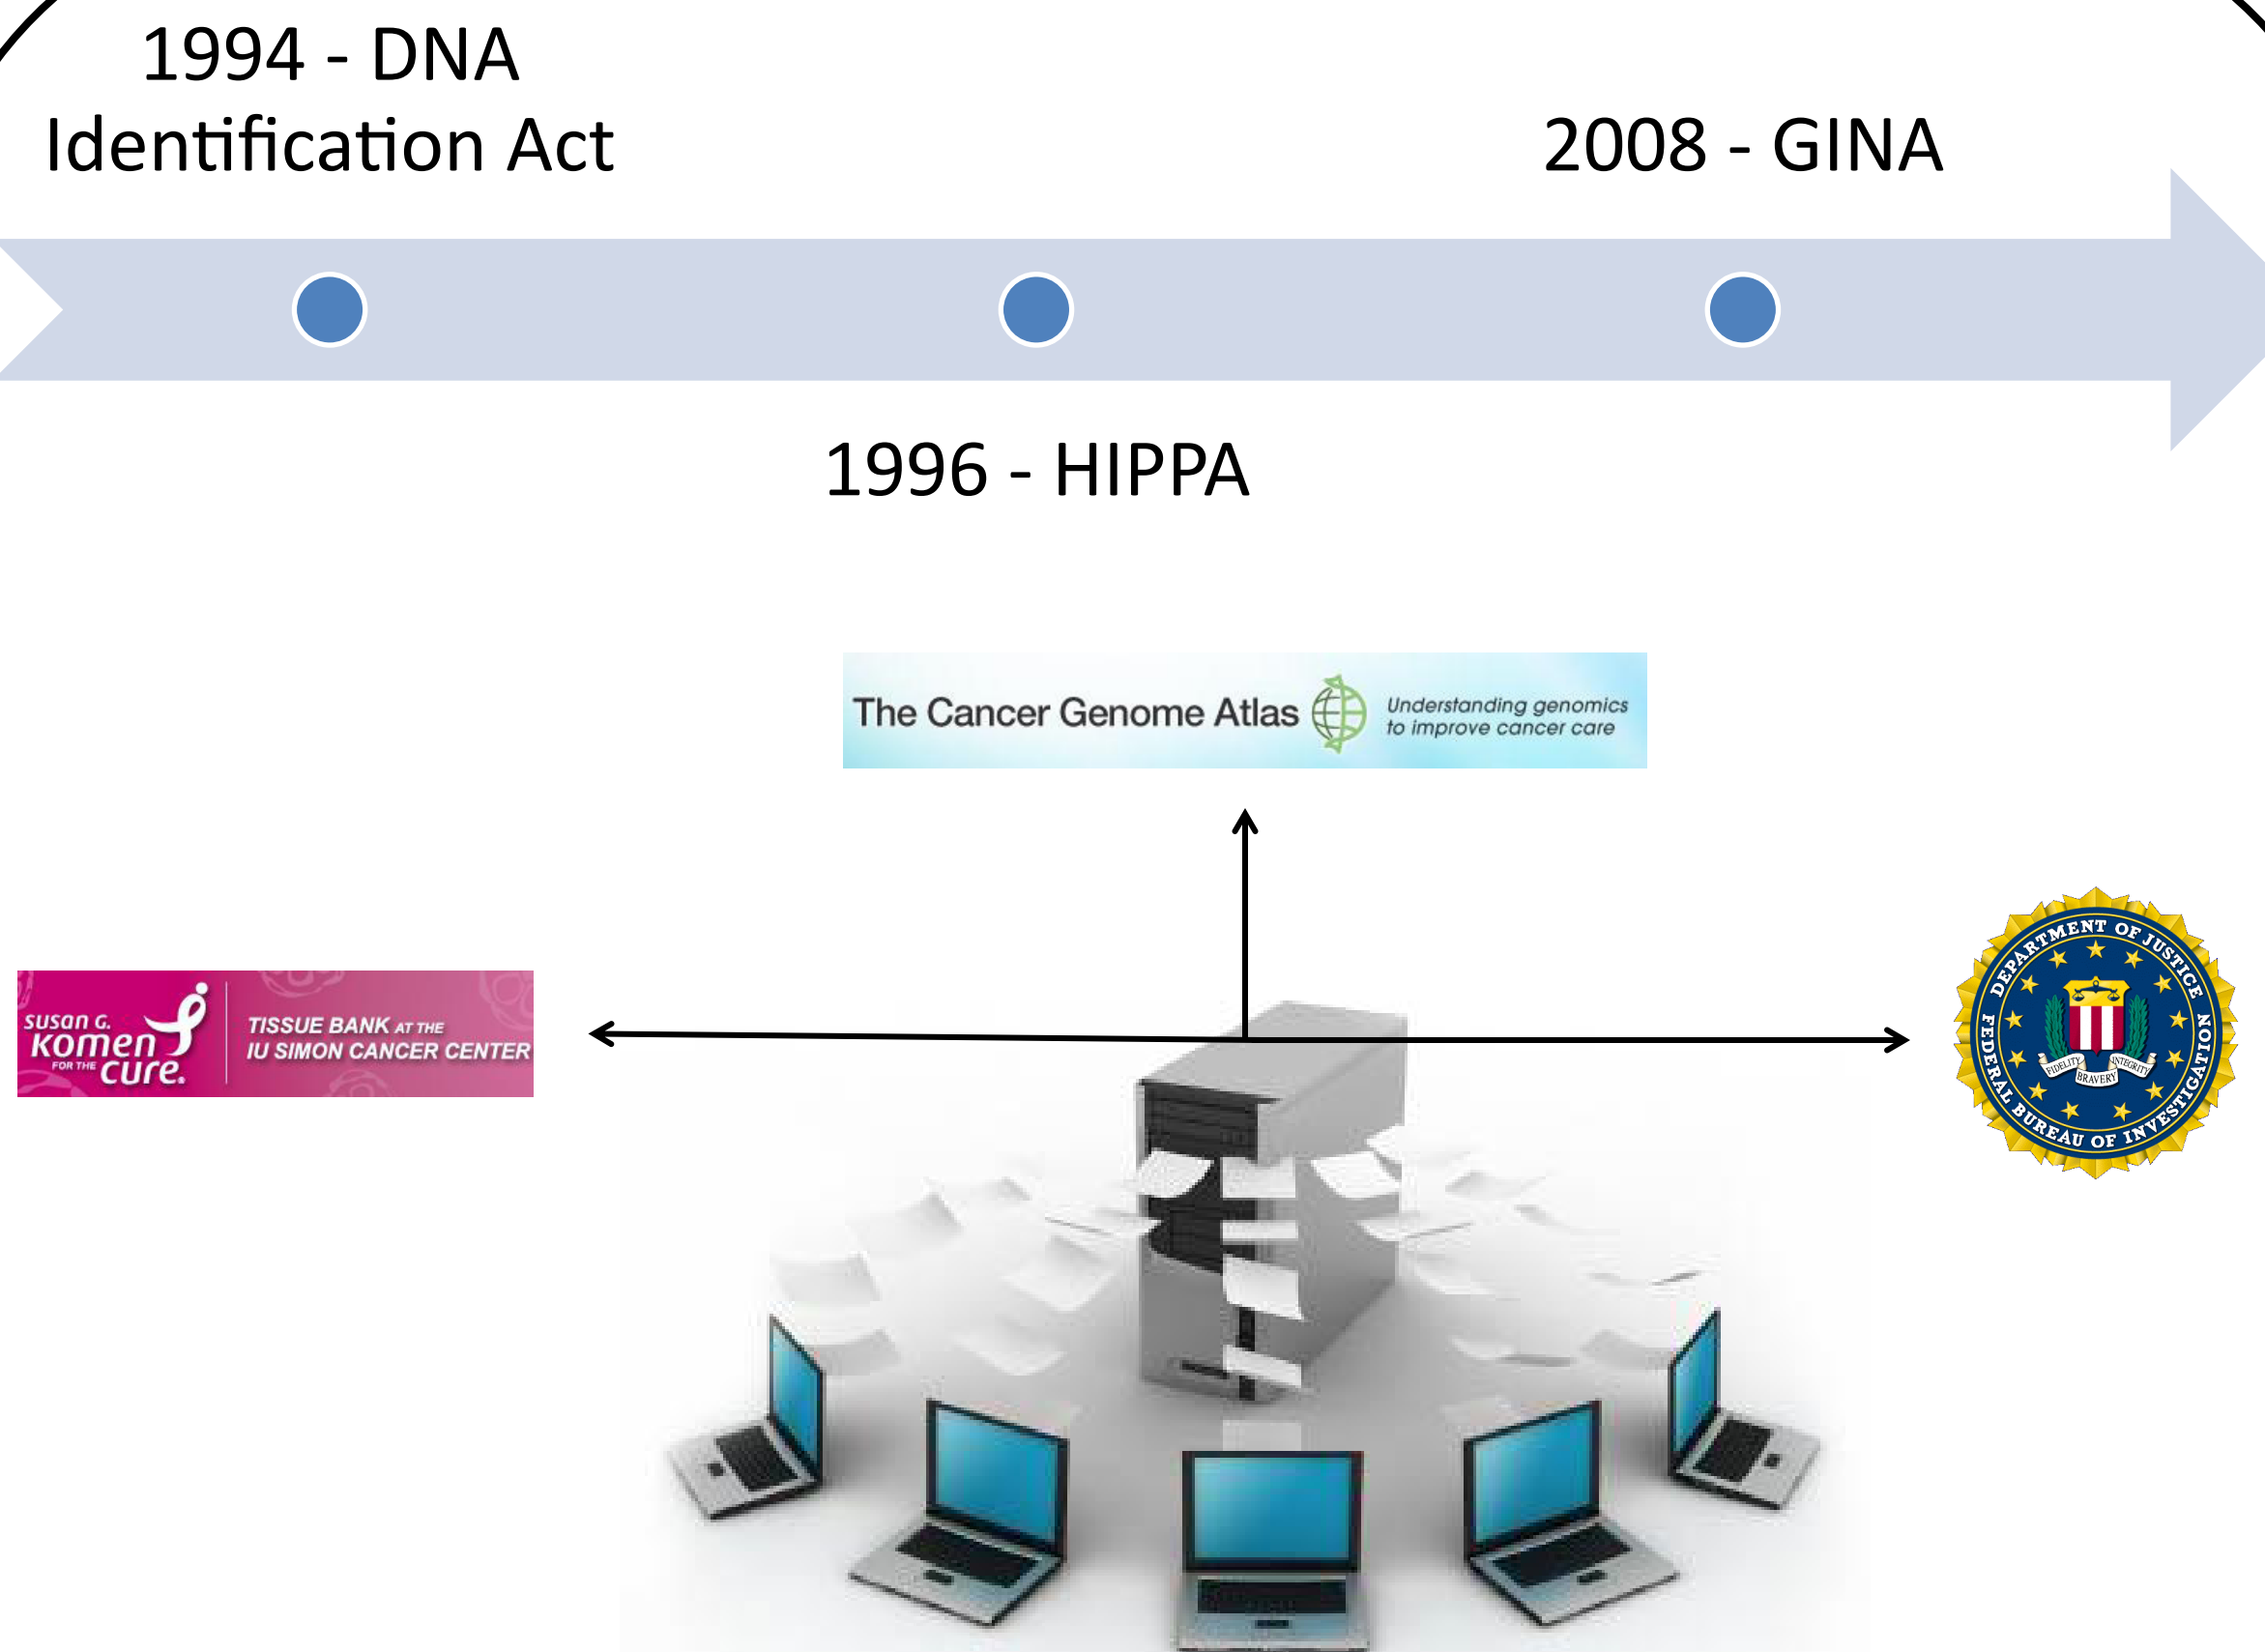 1994 - DNA
Identification Act
2008 - GINA
1996 - HIPPA
The Cancer Genome Atlas
Understanding genomics
to improve cancer care
susan g.
komen
FOR THE cure.
TISSUE BANK AT THE
IU SIMON CANCER CENTER
DEPARTMENT OF JUSTICE
FEDERAL BUREAU OF INVESTIGATION
FIDELITY
BRAVERY
INTEGRITY